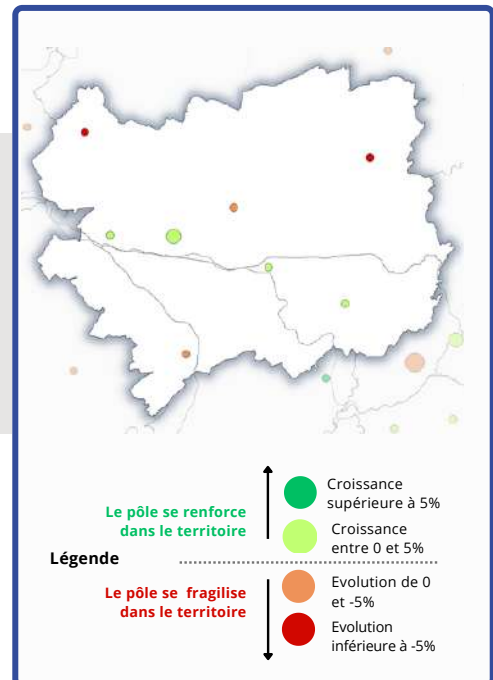 Croissance
supérieure à 5%
Le pôle se renforce
dans le territoire
Croissance
entre 0 et 5%
Légende
Le pôle se fragilise
dans le territoire
Evolution de 0
et -5%
Evolution
inférieure à -5%